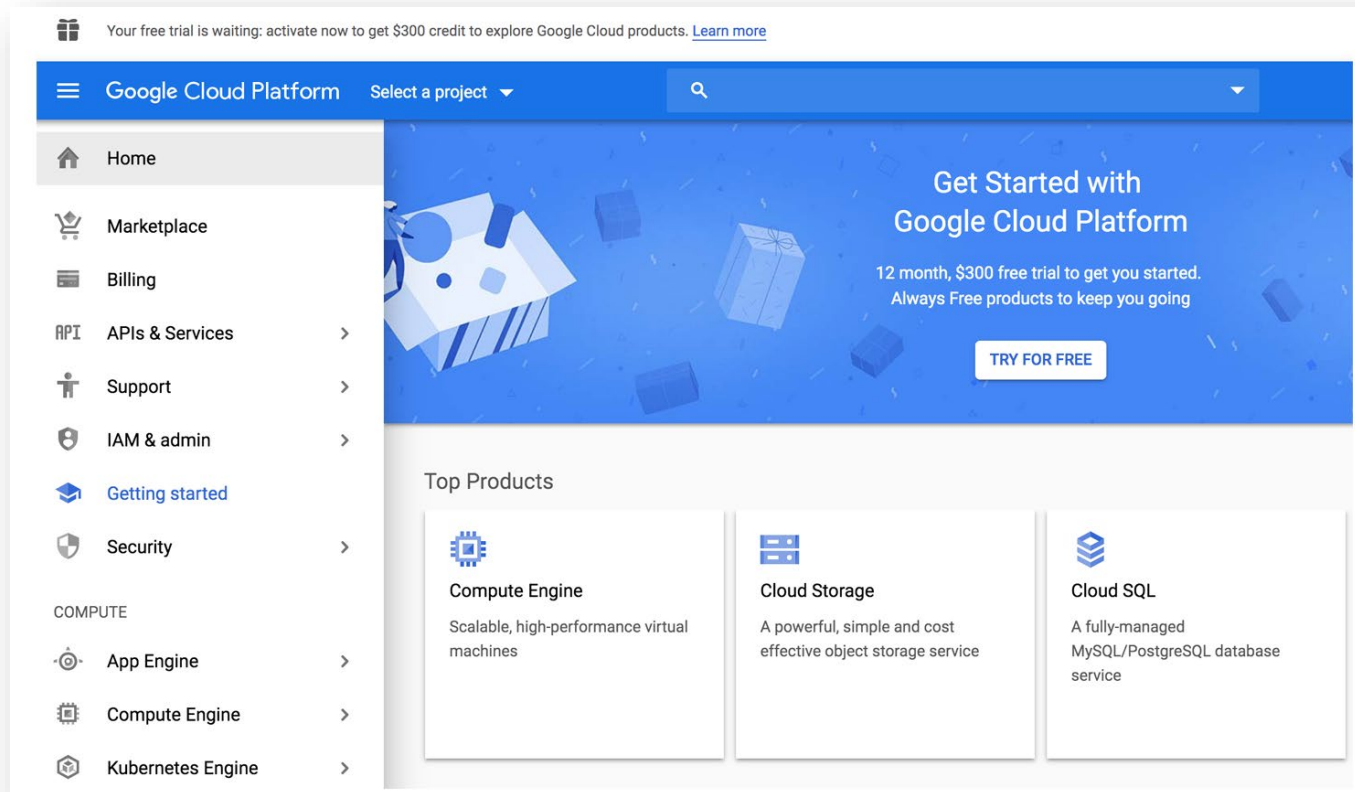 Your free trial is waiting: activate now to get $300 credit to explore Google Cloud products. Learn more
Google Cloud Platform Select a project
Home
Marketplace
Billing
API APIs & Services
Support
IAM & admin
Getting started
Security
COMPUTE
App Engine
Compute Engine
Kubernetes Engine
Get Started with
Google Cloud Platform
12 month, $300 free trial to get you started.
Always Free products to keep you going
TRY FOR FREE
Top Products
Compute Engine
Scalable, high-performance virtual
machines
Cloud Storage
A powerful, simple and cost
effective object storage service
Cloud SQL
A fully-managed
MySQL/PostgreSQL database
service